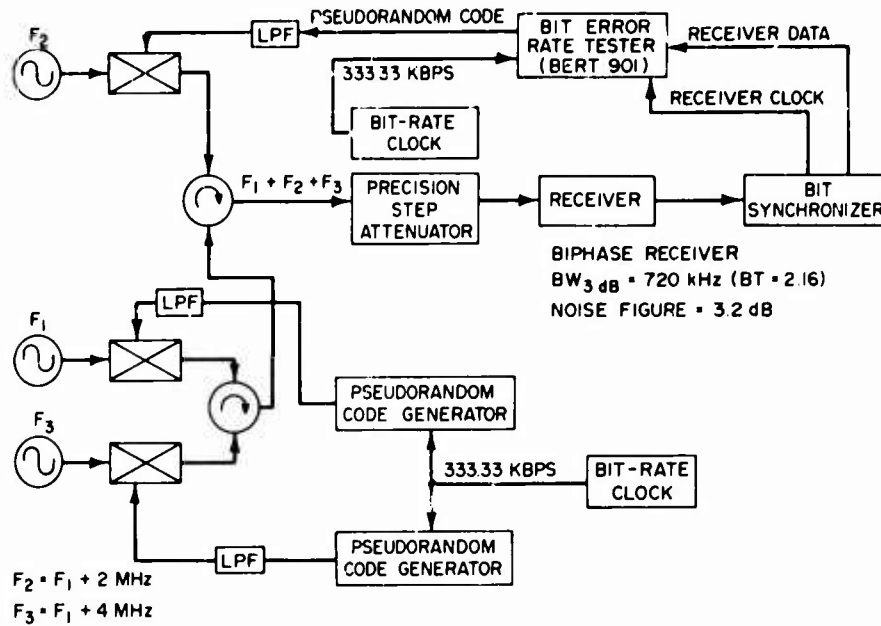 PSEUDORANDOM CODE
LPF
F2
BIT ERROR
RATE TESTER
(BERT 901)
RECEIVER DATA
333.33 KBPS
RECEIVER CLOCK
BIT-RATE
CLOCK
F1 + F2 + F3
PRECISION
STEP
ATTENUATOR
RECEIVER
BIT
SYNCHRONIZER
BIPHASE RECEIVER
BW3 dB = 720 kHz (BT = 2.16)
NOISE FIGURE = 3.2 dB
LPF
F1
PSEUDORANDOM
CODE GENERATOR
F3
333.33 KBPS
BIT-RATE
CLOCK
LPF
PSEUDORANDOM
CODE GENERATOR
F2 = F1 + 2 MHz
F3 = F1 + 4 MHz